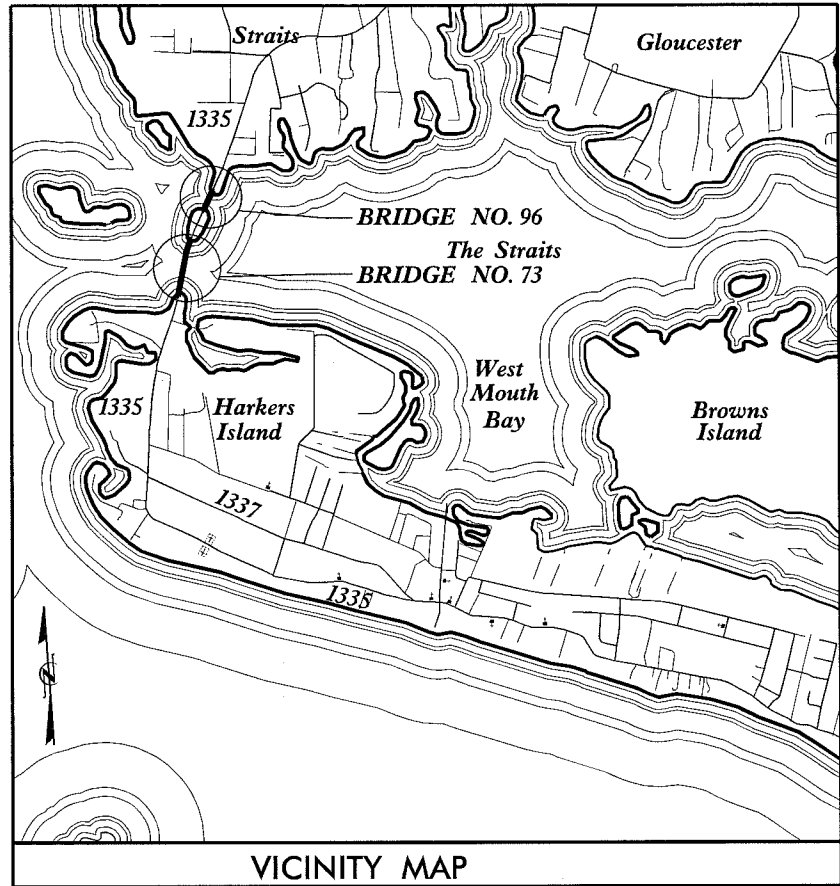 Straits
Gloucester
1335
BRIDGE NO. 96
The Straits
BRIDGE NO. 73
West
Mouth
Bay
1335
Harkers
Island
Browns
Island
1337
1335
N
VICINITY MAP